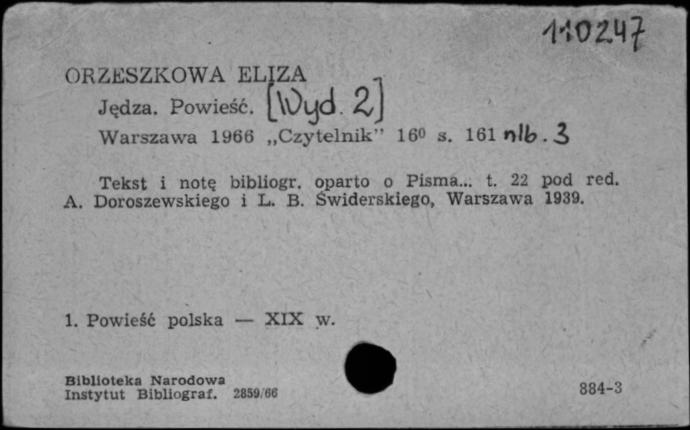 110247
ORZESZKOWA ELIZA
Jędza. Powieść. [Wyd. 2]
Warszawa 1966 „Czytelnik” 16⁰ s. 161 nlb. 3
Tekst i notę bibliogr. oparto o Pisma... t. 22 pod red.
A. Doroszewskiego i L. B. Świderskiego, Warszawa 1939.
1. Powieść polska — XIX w.
Biblioteka Narodowa
Instytut Bibliograf. 2859/66
884-3